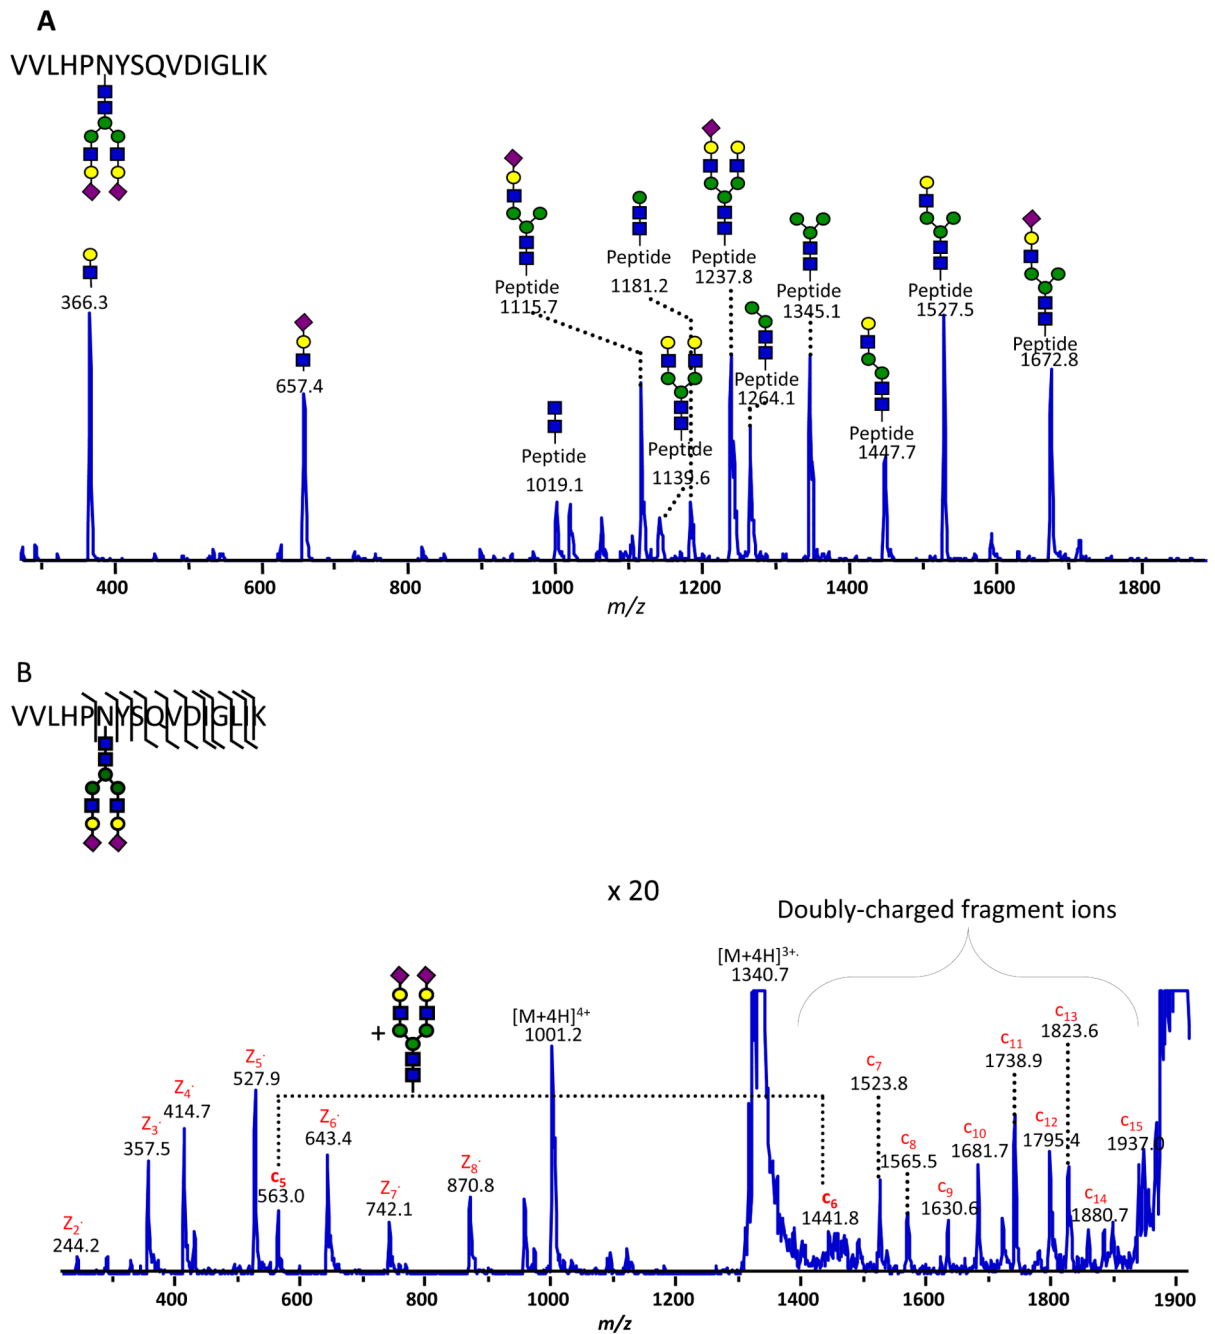 A
VVLHPNYSQVDIGLIK
366.3
657.4
Peptide
1019.1
Peptide
1115.7
Peptide
1181.2
Peptide
1139.6
Peptide
1237.8
Peptide
1264.1
Peptide
1345.1
Peptide
1447.7
Peptide
1527.5
Peptide
1672.8
400 600 800 1000 1200 1400 1600 1800
m/z
B
VVLHPNYSQVDIGLIK
x 20
Doubly-charged fragment ions
+
Z2·
244.2
Z3·
357.5
Z4·
414.7
Z5·
527.9
c5
563.0
Z6·
643.4
Z7·
742.1
Z8·
870.8
[M+4H]4+
1001.2
[M+4H]3+·
1340.7
c6
1441.8
c7
1523.8
c8
1565.5
c9
1630.6
c10
1681.7
c11
1738.9
c12
1795.4
c13
1823.6
c14
1880.7
c15
1937.0
400 600 800 1000 1200 1400 1600 1800 1900
m/z